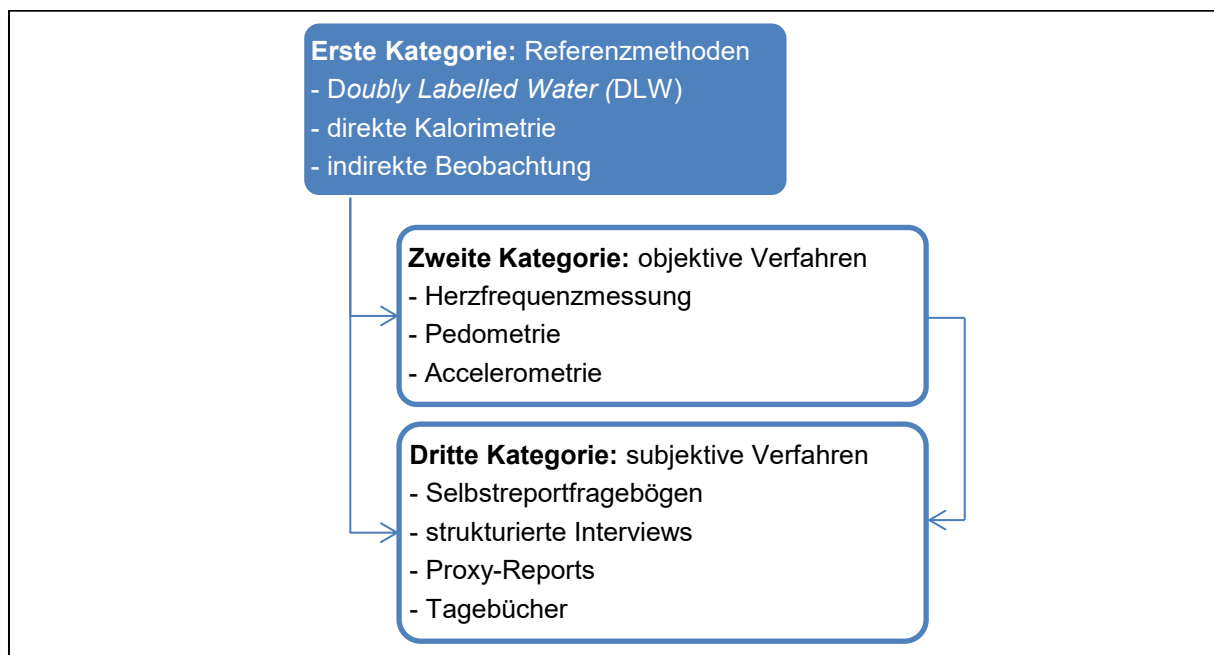 Erste Kategorie: Referenzmethoden
- Doubly Labelled Water (DLW)
- direkte Kalorimetrie
- indirekte Beobachtung
Zweite Kategorie: objektive Verfahren
- Herzfrequenzmessung
- Pedometrie
- Accelerometrie
Dritte Kategorie: subjektive Verfahren
- Selbstreportfragebögen
- strukturierte Interviews
- Proxy-Reports
- Tagebücher